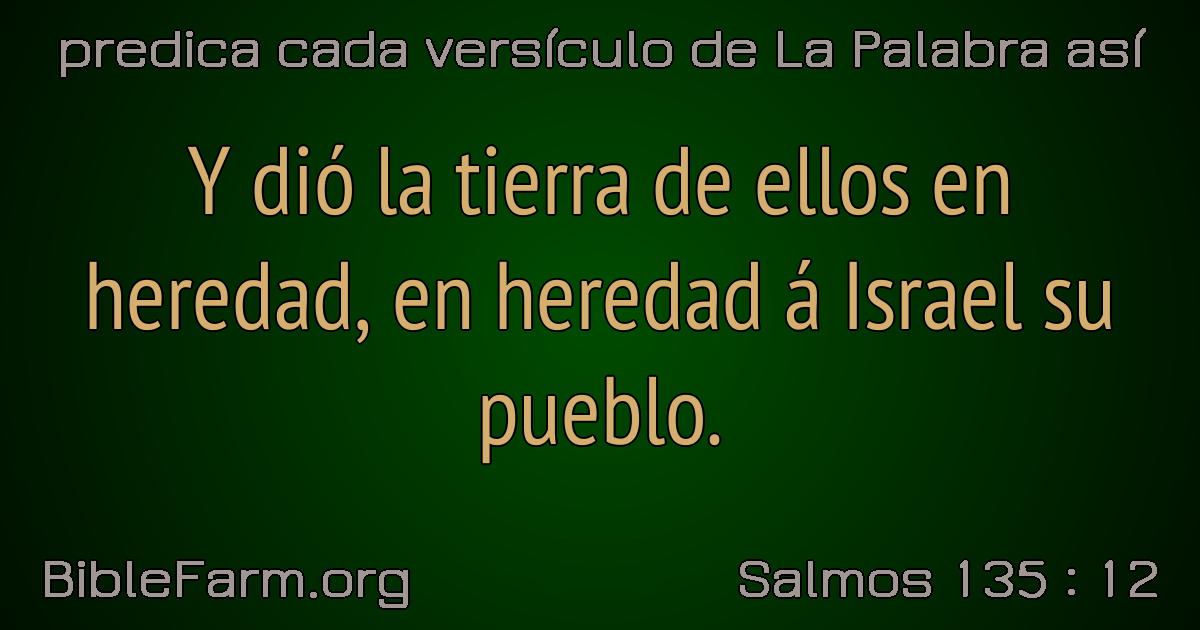 predica cada versículo de La Palabra así
Y dió la tierra de ellos en
heredad, en heredad á Israel su
pueblo.
BibleFarm.org
Salmos 135 : 12